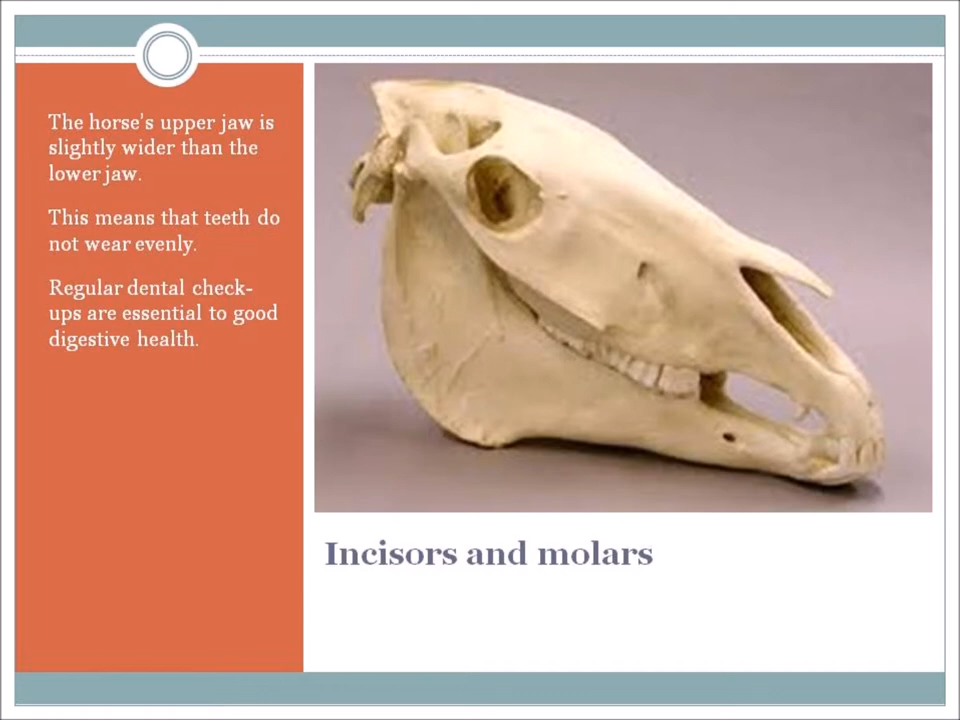 The horse's upper jaw is
slightly wider than the
lower jaw.
This means that teeth do
not wear evenly.
Regular dental check-
ups are essential to good
digestive health.
Incisors and molars